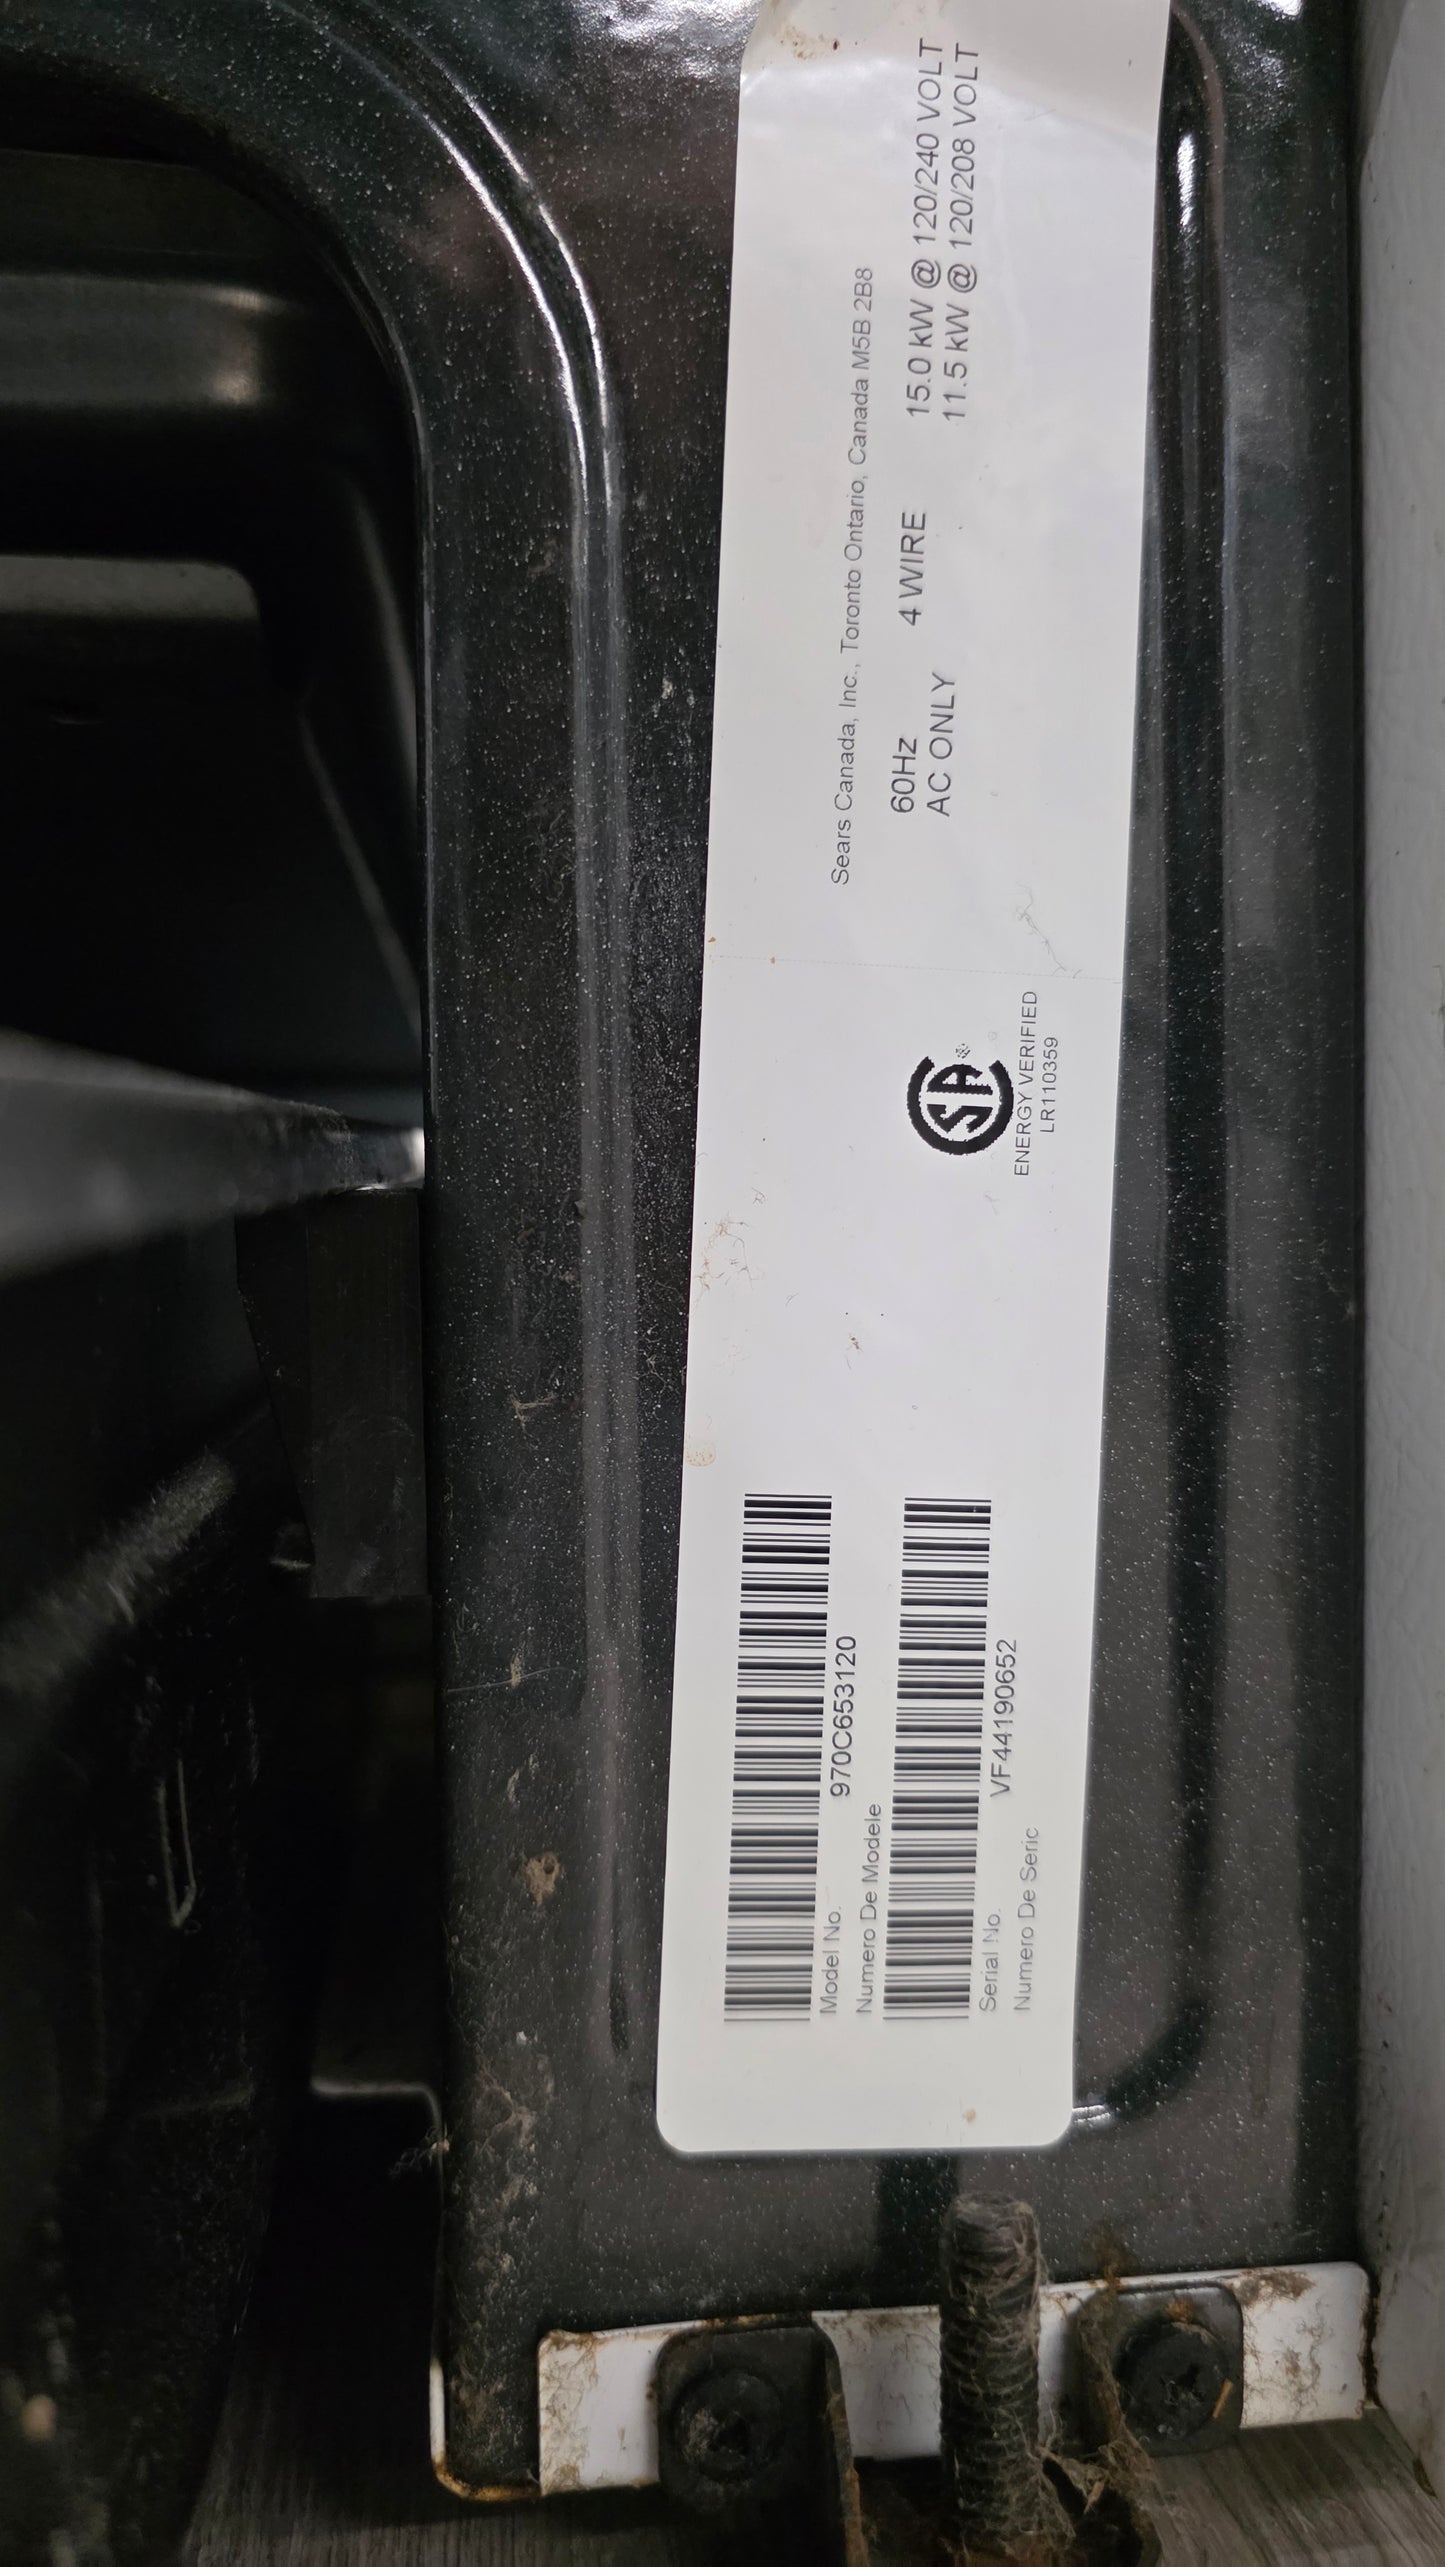 Model No.
970C653120
Numero De Modele
Serial No.
VF44190652
Numero De Seric
SA
ENERGY VERIFIED
LR110359
Sears Canada, Inc., Toronto Ontario, Canada M5B 2B8
60Hz 4 WIRE 15.0 kW @ 120/240 VOLT
AC ONLY 11.5 kW @ 120/208 VOLT